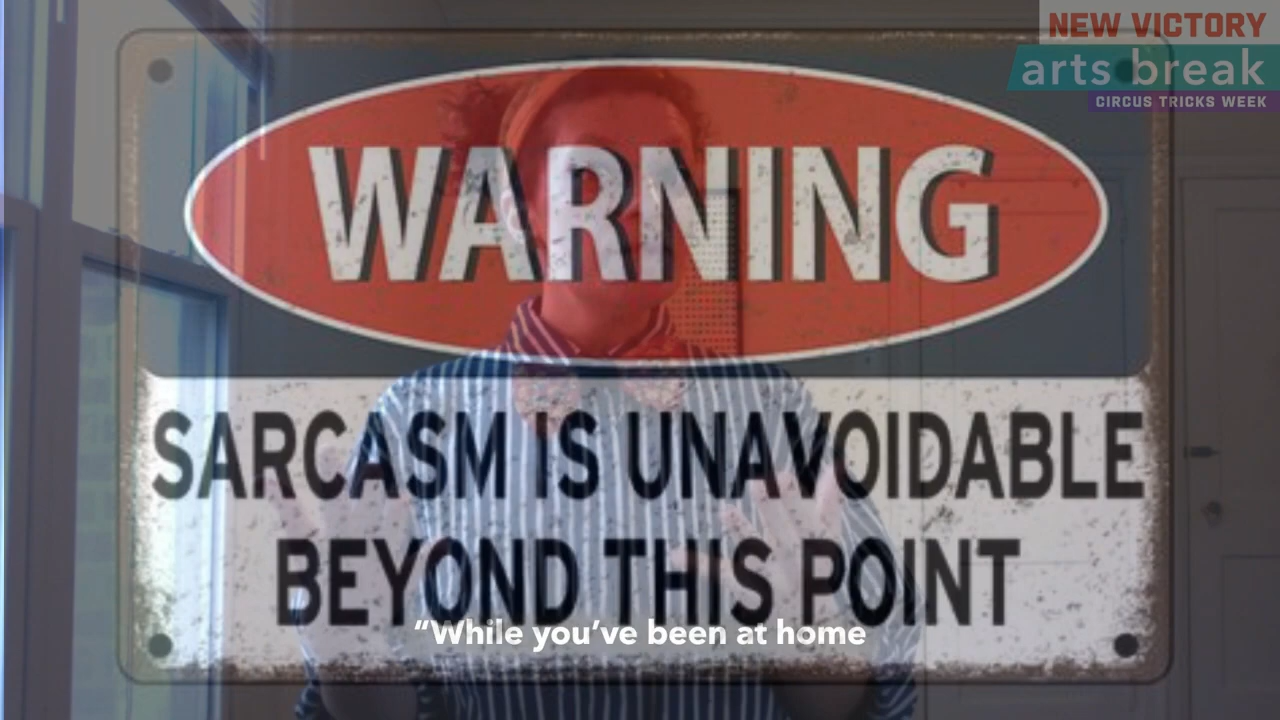 NEW VICTORY
arts break
CIRCUS TRICKS WEEK
WARNING
SARCASM IS UNAVOIDABLE
BEYOND THIS POINT
“While you’ve been at home